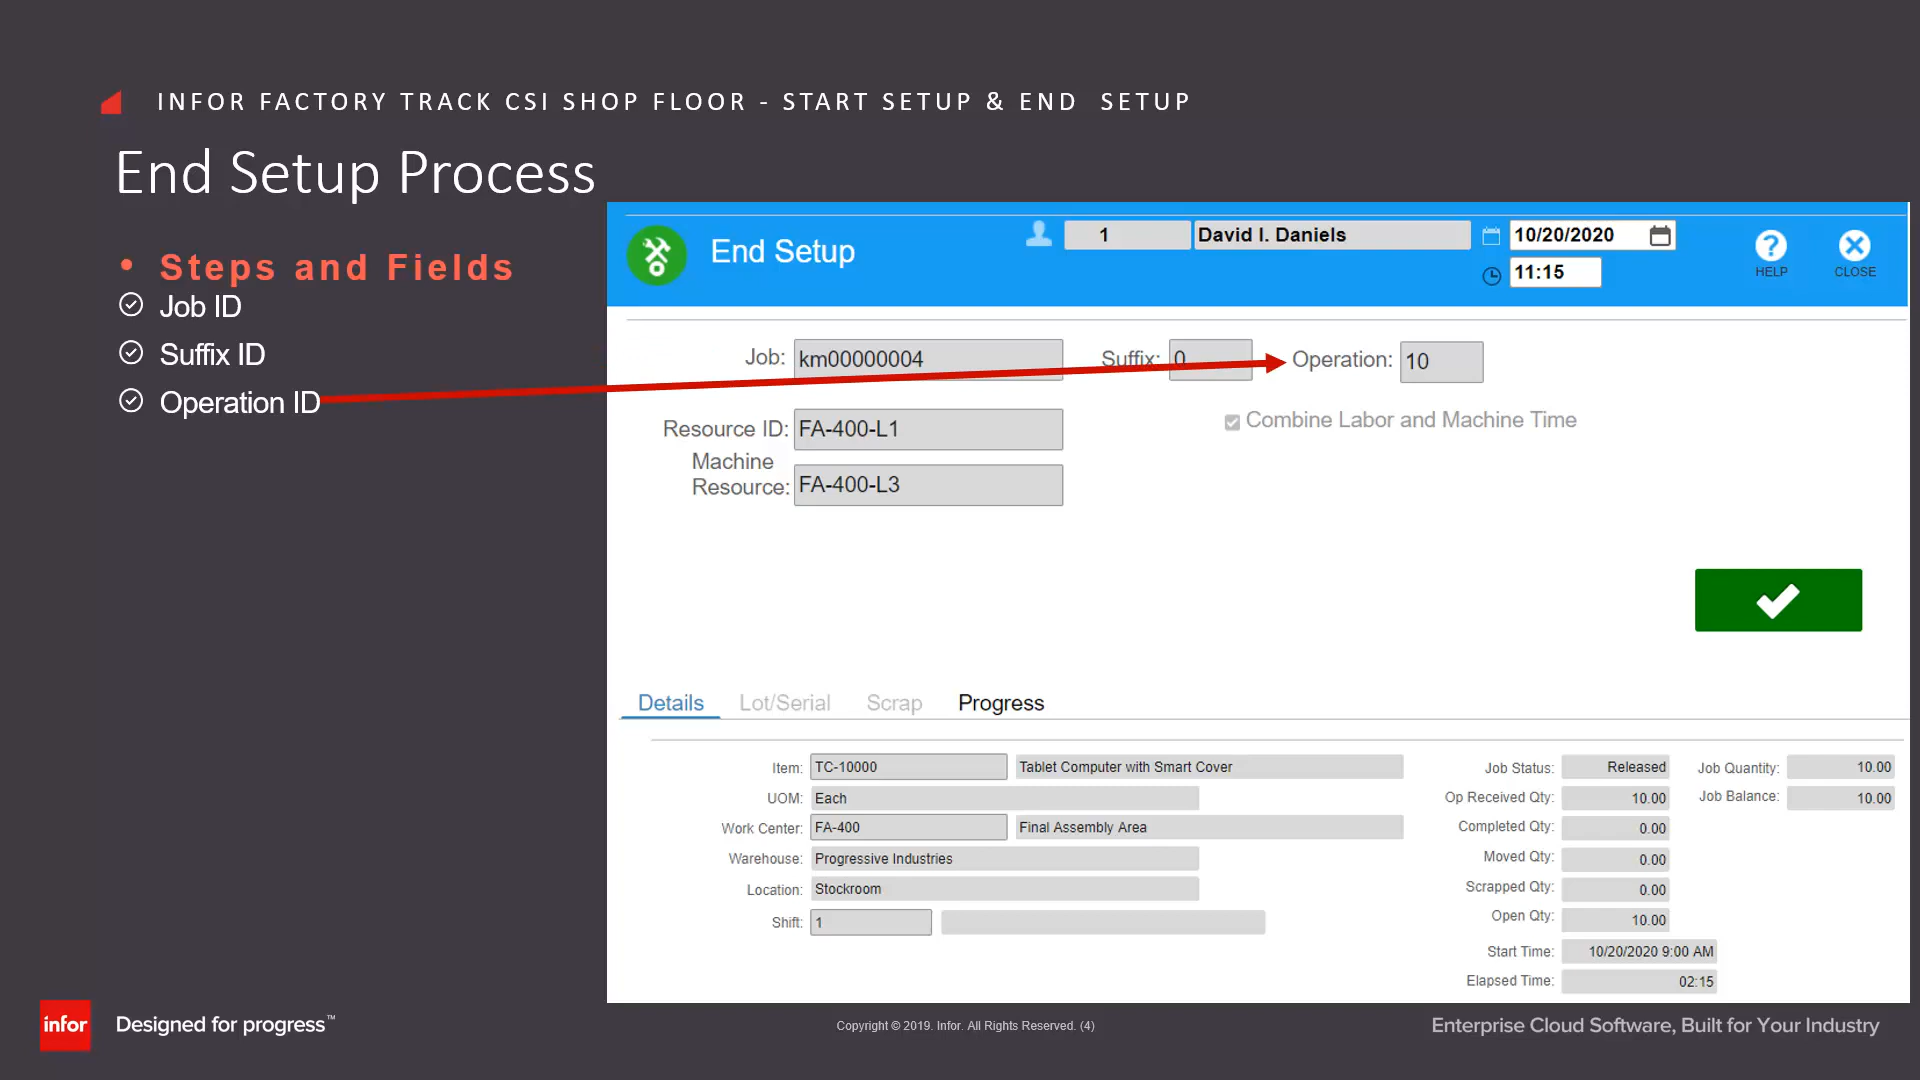 INFOR FACTORY TRACK CSI SHOP FLOOR - START SETUP & END SETUP
End Setup Process
• Steps and Fields
Job ID
Suffix ID
Operation ID
End Setup
1 David I. Daniels
10/20/2020
11:15
HELP
CLOSE
Job: km00000004 Suffix: 0 Operation: 10
Resource ID: FA-400-L1
Combine Labor and Machine Time
Machine
Resource: FA-400-L3
Details Lot/Serial Scrap Progress
Item: TC-10000 Tablet Computer with Smart Cover
UOM: Each
Work Center: FA-400 Final Assembly Area
Warehouse: Progressive Industries
Location: Stockroom
Shift: 1
Job Status: Released Job Quantity: 10.00
Op Received Qty: 10.00 Job Balance: 10.00
Completed Qty: 0.00
Moved Qty: 0.00
Scrapped Qty: 0.00
Open Qty: 10.00
Start Time: 10/20/2020 9:00 AM
Elapsed Time: 02:15
infor Designed for progress™
Copyright © 2019. Infor. All Rights Reserved. (4)
Enterprise Cloud Software, Built for Your Industry